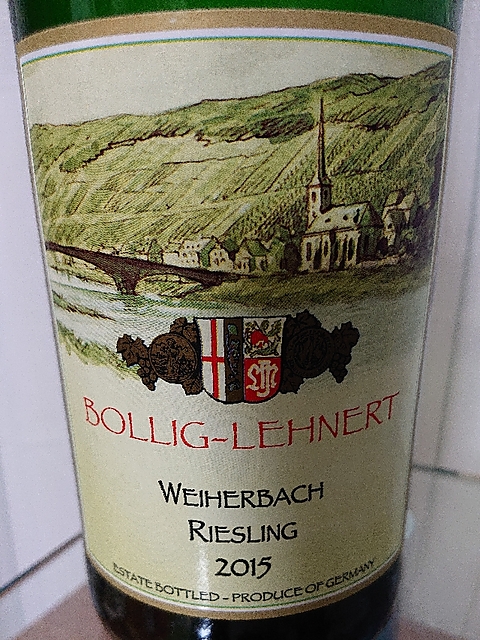 BOLLIG-LEHNERT
WEIHERBACH
RIESLING
2015
ESTATE BOTTLED - PRODUCE OF GERMANY